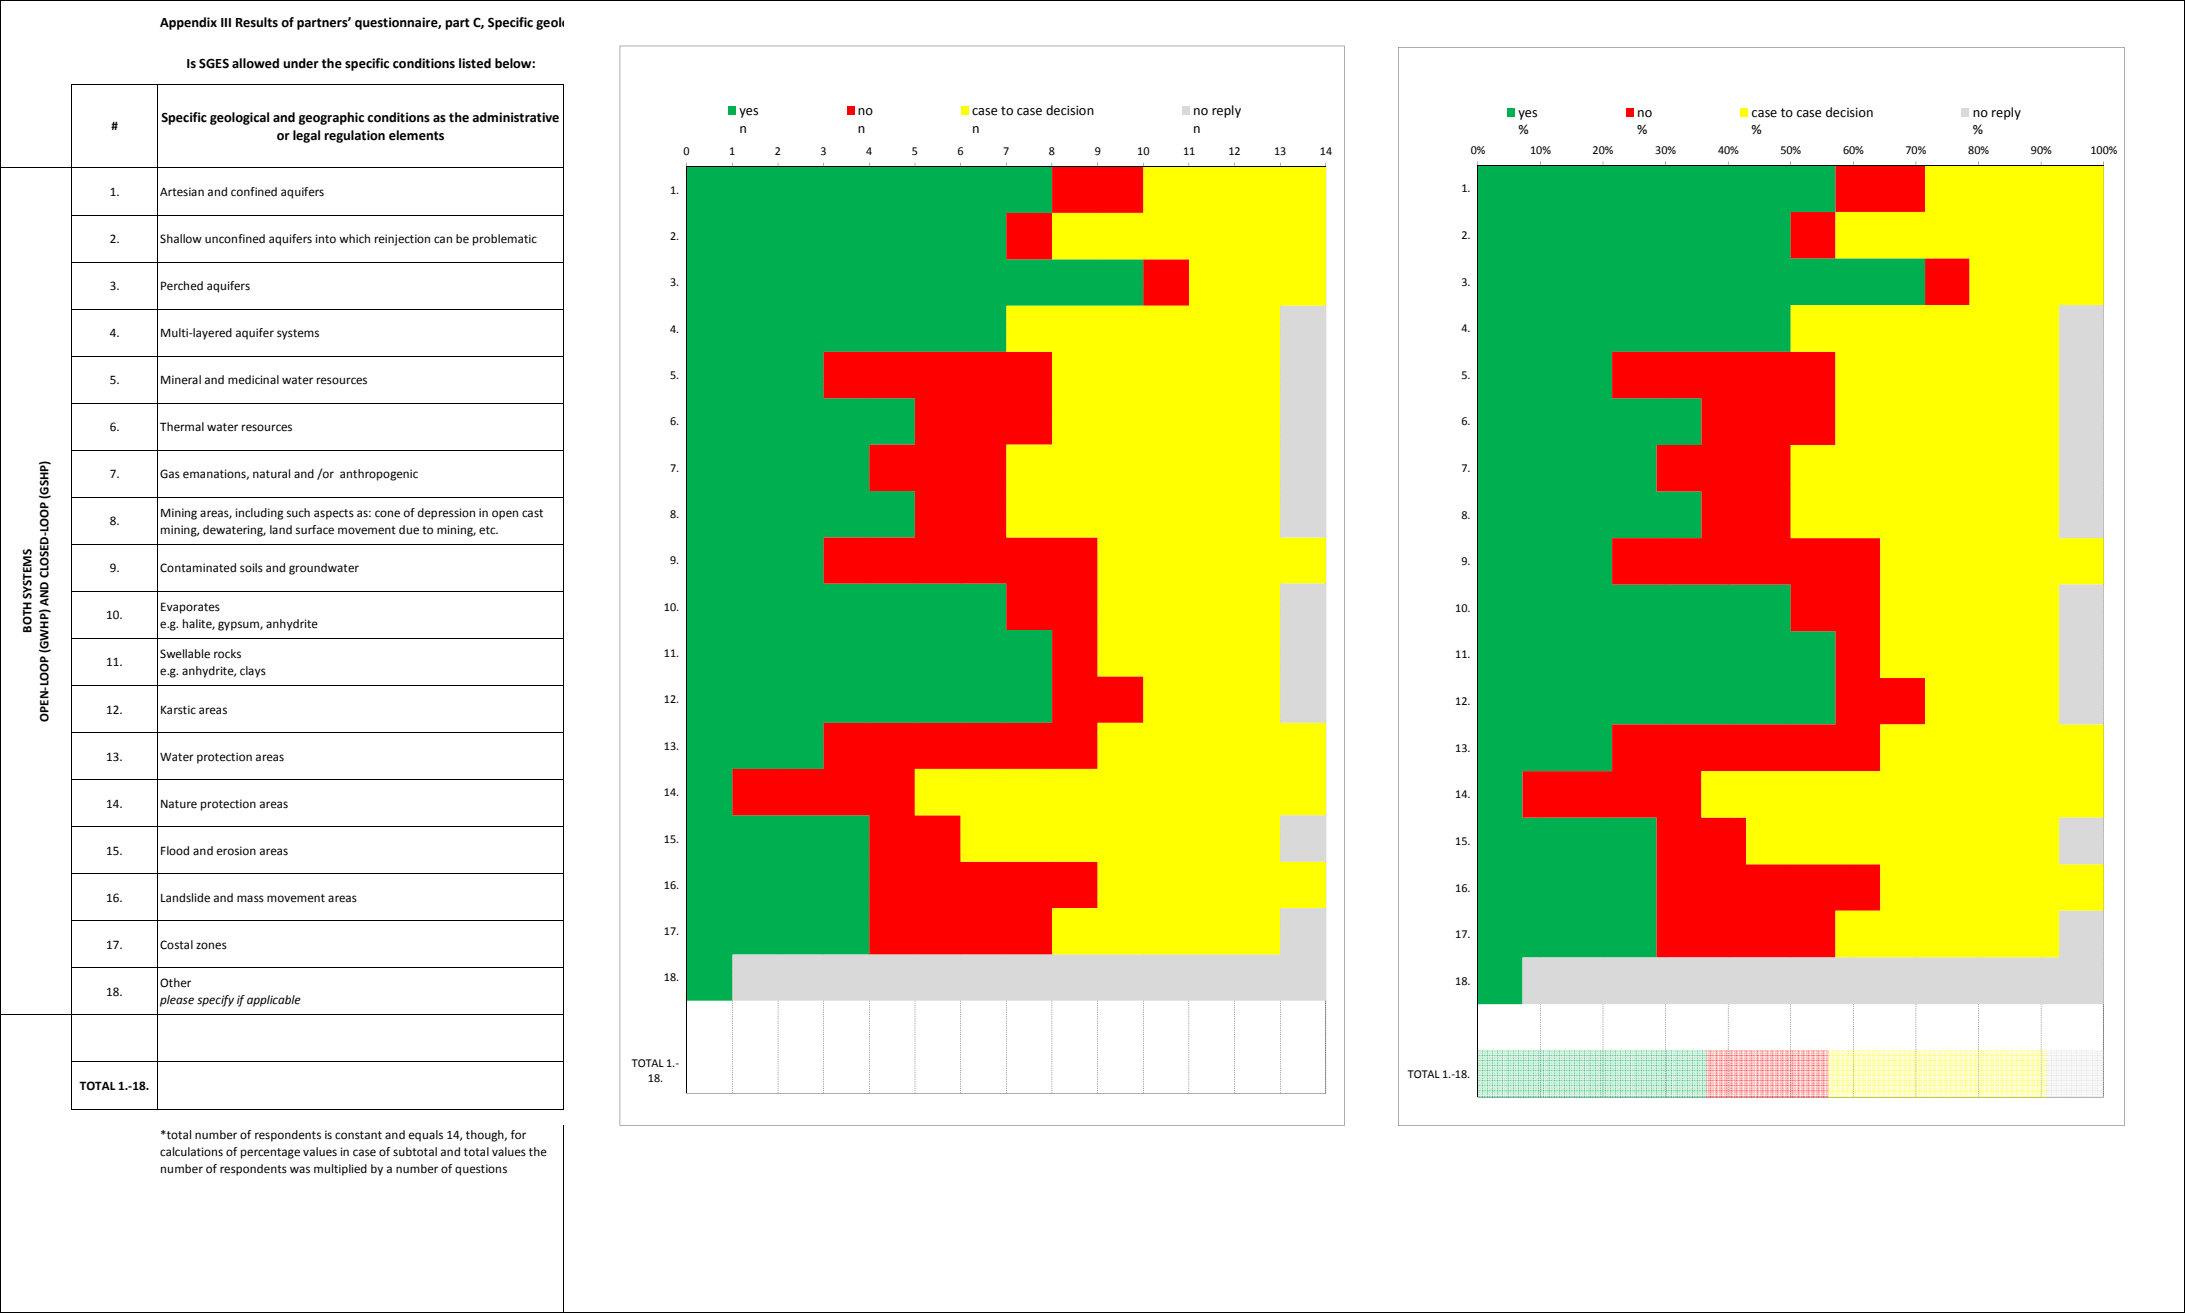 Appendix III Results of partners’ questionnaire, part C, Specific geol
Is SGES allowed under the specific conditions listed below:
#
Specific geological and geographic conditions as the administrative
or legal regulation elements
BOTH SYSTEMS
OPEN-LOOP (GWHP) AND CLOSED-LOOP (GSHP)
1.
Artesian and confined aquifers
2.
Shallow unconfined aquifers into which reinjection can be problematic
3.
Perched aquifers
4.
Multi-layered aquifer systems
5.
Mineral and medicinal water resources
6.
Thermal water resources
7.
Gas emanations, natural and /or  anthropogenic
8.
Mining areas, including such aspects as: cone of depression in open cast
mining, dewatering, land surface movement due to mining, etc.
9.
Contaminated soils and groundwater
10.
Evaporates
e.g. halite, gypsum, anhydrite
11.
Swellable rocks
e.g. anhydrite, clays
12.
Karstic areas
13.
Water protection areas
14.
Nature protection areas
15.
Flood and erosion areas
16.
Landslide and mass movement areas
17.
Costal zones
18.
Other
please specify if applicable
TOTAL 1.-18.
*total number of respondents is constant and equals 14, though, for
calculations of percentage values in case of subtotal and total values the
number of respondents was multiplied by a number of questions
yes no case to case decision no reply
n n n n
0 1 2 3 4 5 6 7 8 9 10 11 12 13 14
1.
2.
3.
4.
5.
6.
7.
8.
9.
10.
11.
12.
13.
14.
15.
16.
17.
18.
TOTAL 1.-
18.
yes no case to case decision no reply
% % % %
0% 10% 20% 30% 40% 50% 60% 70% 80% 90% 100%
1.
2.
3.
4.
5.
6.
7.
8.
9.
10.
11.
12.
13.
14.
15.
16.
17.
18.
TOTAL 1.-18.